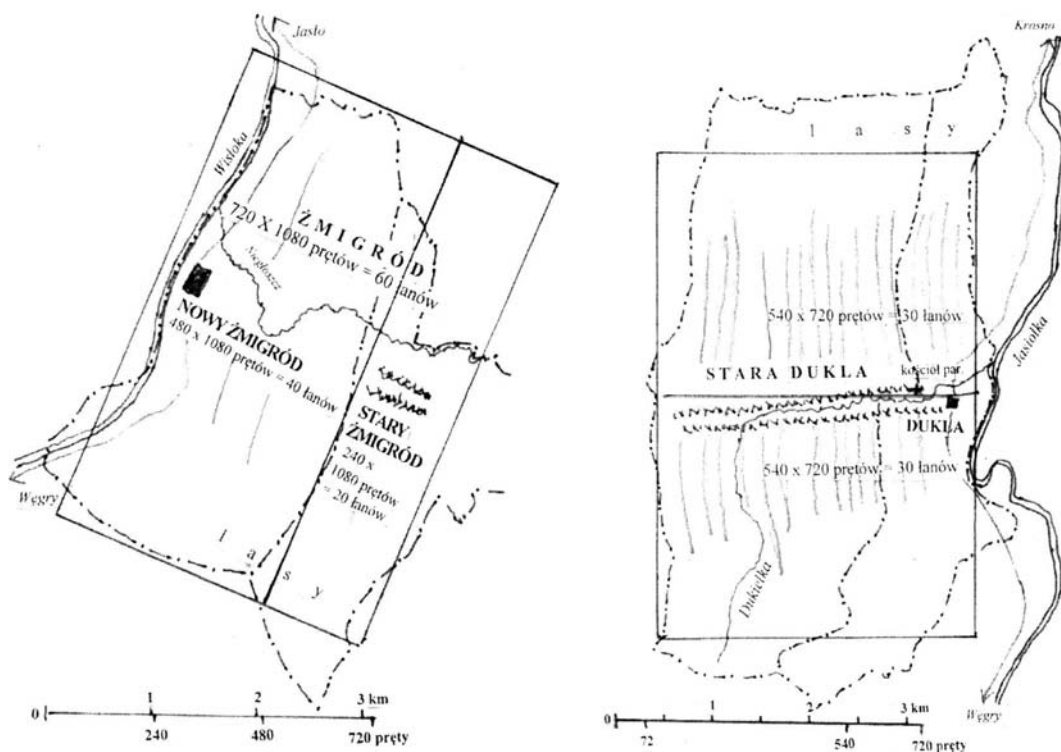 Jasło
Wisłoka
ŻMIGRÓD
720 X 1080 prętów = 60 łanów
NOWY ŻMIGRÓD
480 x 1080 prętów = 40 łanów
STARY
ŻMIGRÓD
240 x
1080 prętów
= 20 łanów
Węgry
l a s y
0 1 2 3 km
240 480 720 pręty
Krosno
l a s y
540 x 720 prętów = 30 łanów
Jasiołka
STARA DUKLA
kościół par.
DUKLA
540 x 720 prętów = 30 łanów
Dukielka
Węgry
0 1 2 3 km
72 540 720 pręty